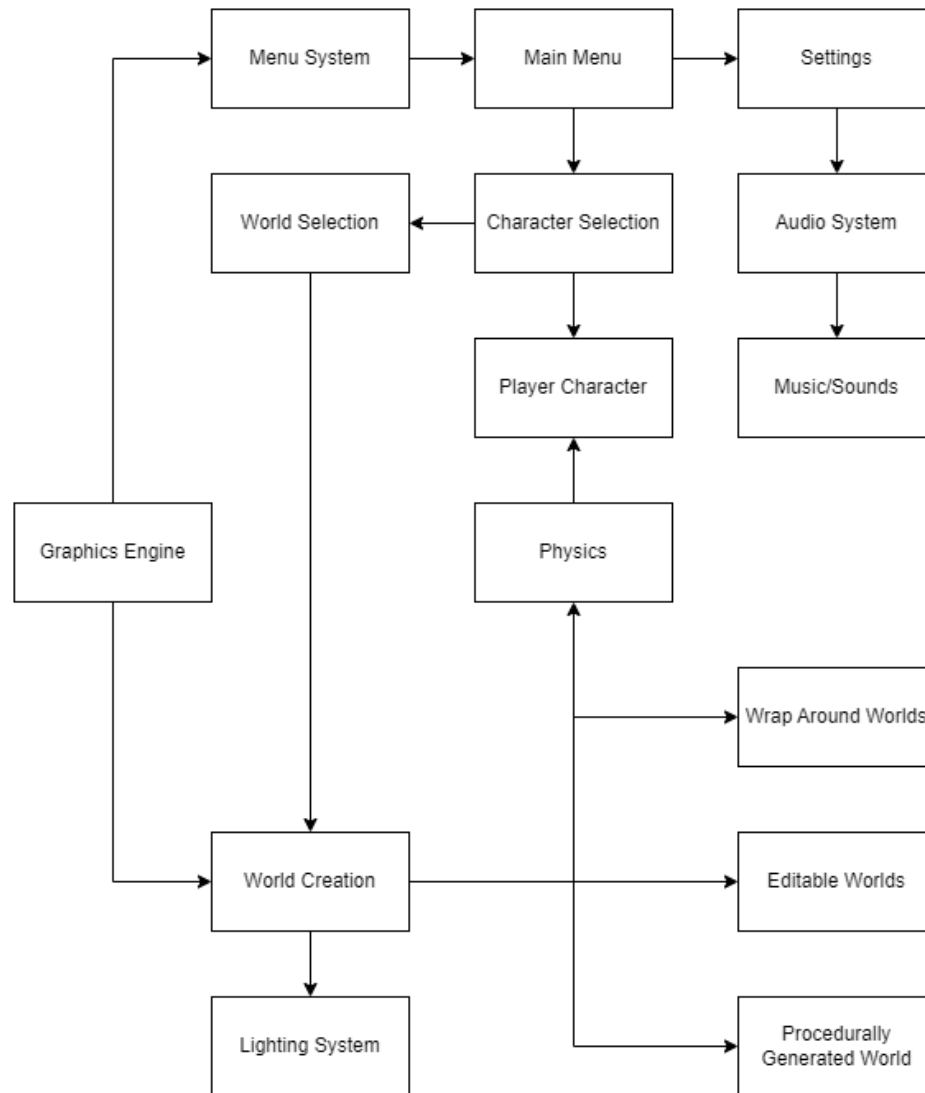 Menu System
Main Menu
Settings
World Selection
Character Selection
Audio System
Player Character
Music/Sounds
Graphics Engine
Physics
Wrap Around Worlds
World Creation
Editable Worlds
Lighting System
Procedurally
Generated World